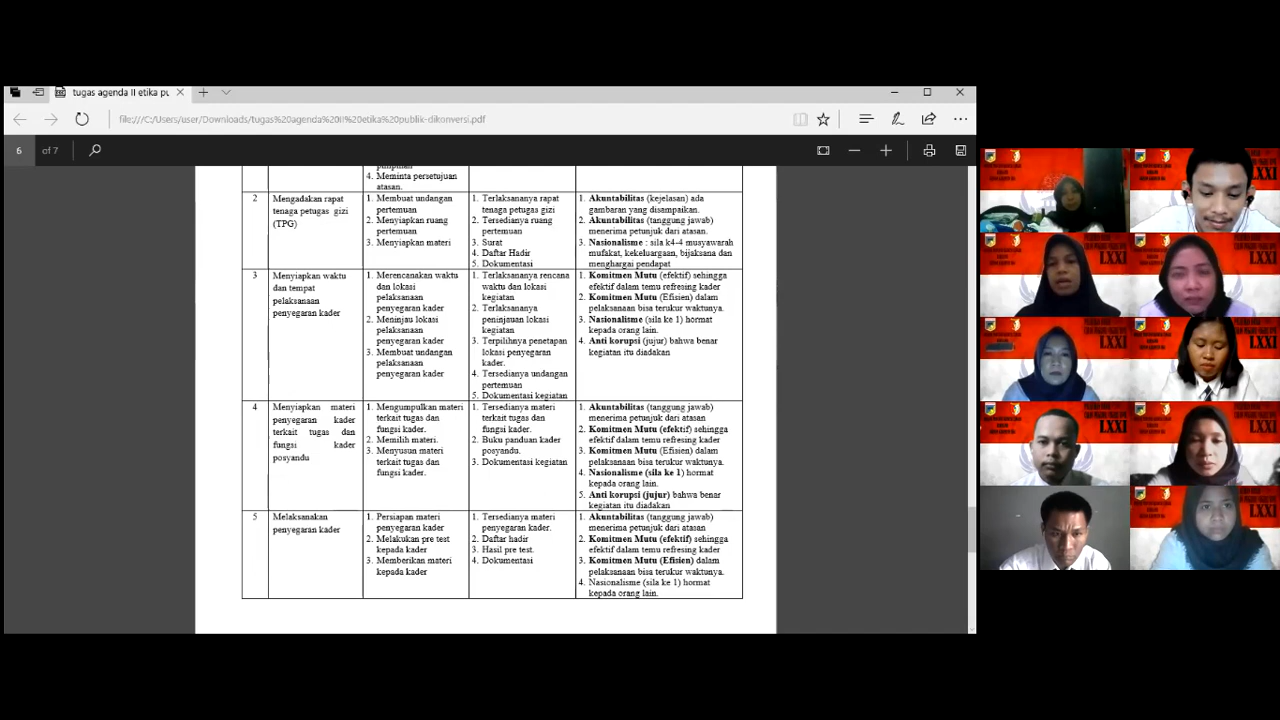 tugas agenda II etika pu
file:///C:/Users/user/Downloads/tugas%20agenda%20II%20etika%20publik-dikonversi.pdf
6 of 7
4. Meminta persetujuan
atasan.
2
Mengadakan rapat
tenaga petugas gizi
(TPG)
1. Membuat undangan
pertemuan
2. Menyiapkan ruang
pertemuan
3. Menyiapkan materi
1. Terlaksananya rapat
tenaga petugas gizi
2. Tersedianya ruang
pertemuan
3. Surat
4. Daftar Hadir
5. Dokumentasi
1. Akuntabilitas (kejelasan) ada
gambaran yang disampaikan.
2. Akuntabilitas (tanggung jawab)
menerima petunjuk dari atasan.
3. Nasionalisme : sila k4-4 musyawarah
mufakat, kekeluargaan, bijaksana dan
menghargai pendapat
3
Menyiapkan waktu
dan tempat
pelaksanaan
penyegaran kader
1. Merencanakan waktu
dan lokasi
pelaksanaan
penyegaran kader
2. Meninjau lokasi
pelaksanaan
penyegaran kader
3. Membuat undangan
pelaksanaan
penyegaran kader
1. Terlaksananya rencana
waktu dan lokasi
kegiatan
2. Terlaksananya
peninjauan lokasi
kegiatan
3. Terpilihnya penetapan
lokasi penyegaran
kader.
4. Tersedianya undangan
pertemuan
5. Dokumentasi kegiatan
1. Komitmen Mutu (efektif) sehingga
efektif dalam temu refresing kader
2. Komitmen Mutu (Efisien) dalam
pelaksanaan bisa terukur waktunya.
3. Nasionalisme (sila ke 1) hormat
kepada orang lain.
4. Anti korupsi (jujur) bahwa benar
kegiatan itu diadakan
4
Menyiapkan materi
penyegaran kader
terkait tugas dan
fungsi kader
posyandu
1. Mengumpulkan materi
terkait tugas dan
fungsi kader.
2. Memilih materi.
3. Menyusun materi
terkait tugas dan
fungsi kader.
1. Tersedianya materi
terkait tugas dan
fungsi kader.
2. Buku panduan kader
posyandu.
3. Dokumentasi kegiatan
1. Akuntabilitas (tanggung jawab)
menerima petunjuk dari atasan
2. Komitmen Mutu (efektif) sehingga
efektif dalam temu refresing kader
3. Komitmen Mutu (Efisien) dalam
pelaksanaan bisa terukur waktunya.
4. Nasionalisme (sila ke 1) hormat
kepada orang lain.
5. Anti korupsi (jujur) bahwa benar
kegiatan itu diadakan
5
Melaksanakan
penyegaran kader
1. Persiapan materi
penyegaran kader
2. Melakukan pre test
kepada kader
3. Memberikan materi
kepada kader
1. Tersedianya materi
penyegaran kader.
2. Daftar hadir
3. Hasil pre test.
4. Dokumentasi
1. Akuntabilitas (tanggung jawab)
menerima petunjuk dari atasan
2. Komitmen Mutu (efektif) sehingga
efektif dalam temu refresing kader
3. Komitmen Mutu (Efisien) dalam
pelaksanaan bisa terukur waktunya.
4. Nasionalisme (sila ke 1) hormat
kepada orang lain.
LXXI
LXXI
LXXI
LXXI
LXXI